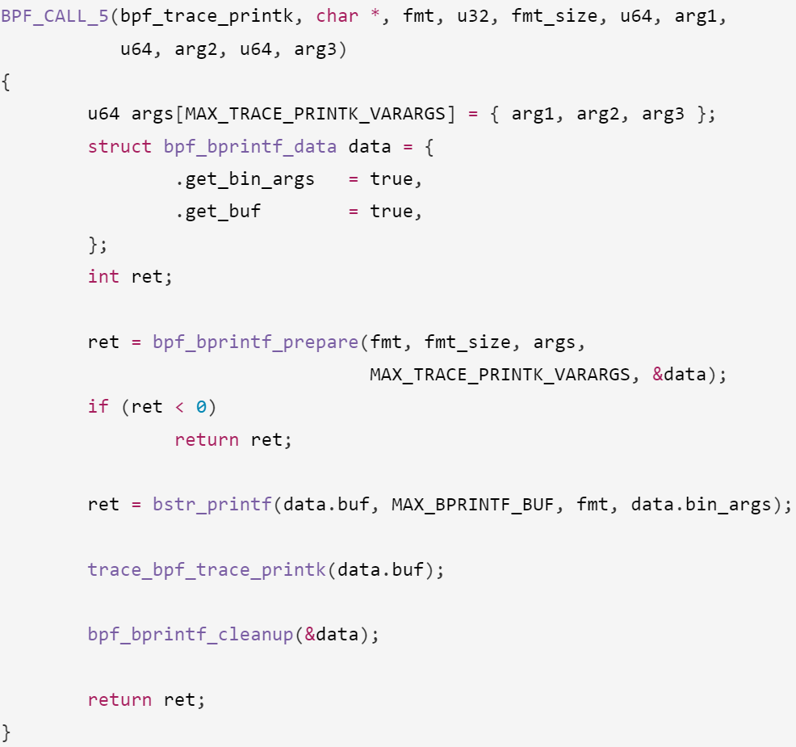 BPF_CALL_5(bpf_trace_printk, char *, fmt, u32, fmt_size, u64, arg1,
           u64, arg2, u64, arg3)
{
        u64 args[MAX_TRACE_PRINTK_VARARGS] = { arg1, arg2, arg3 };
        struct bpf_bprintf_data data = {
                .get_bin_args   = true,
                .get_buf        = true,
        };
        int ret;

        ret = bpf_bprintf_prepare(fmt, fmt_size, args,
                                  MAX_TRACE_PRINTK_VARARGS, &data);
        if (ret < 0)
                return ret;

        ret = bstr_printf(data.buf, MAX_BPRINTF_BUF, fmt, data.bin_args);

        trace_bpf_trace_printk(data.buf);

        bpf_bprintf_cleanup(&data);

        return ret;
}